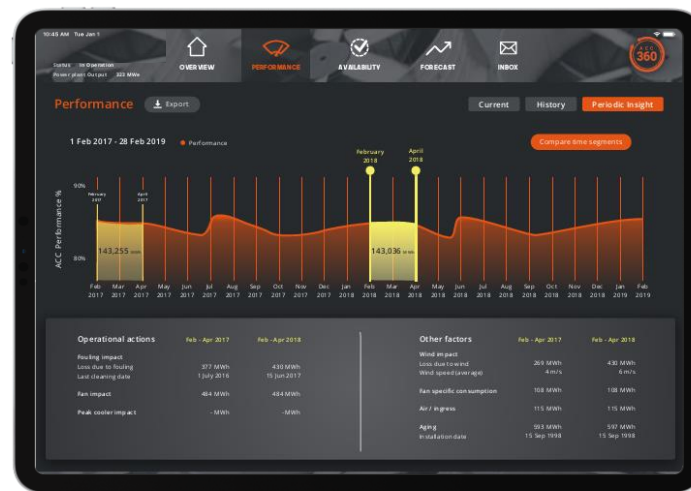 10:45 AM Tue Jan 1
Status In Operation
Power plant Output 333 MWe
OVERVIEW
PERFORMANCE
AVAILABILITY
FORECAST
INBOX
ACC
360
Performance
Export
Current
History
Periodic Insight
1 Feb 2017 - 28 Feb 2019
Performance
Compare time segments
February
2018
April
2018
February
2017
April
2017
ACC Performance %
90%
80%
143,255 MWh
143,036 MWh
Feb Mar Apr May Jun Jul Aug Sep Oct Nov Dec Jan Feb Mar Apr May Jun Jul Aug Sep Oct Nov Dec Jan Feb
2017 2017 2017 2017 2017 2017 2017 2017 2017 2017 2017 2018 2018 2018 2018 2018 2018 2018 2018 2018 2018 2018 2018 2019 2019
Operational actions Feb - Apr 2017 Feb - Apr 2018
Fouling impact
Loss due to fouling 377 MWh 430 MWh
Last cleaning date 1 July 2016 15 Jun 2017
Fan impact 484 MWh 484 MWh
Peak cooler impact - MWh - MWh
Other factors Feb - Apr 2017 Feb - Apr 2018
Wind impact
Loss due to wind 269 MWh 430 MWh
Wind speed (average) 4 m/s 6 m/s
Fan specific consumption 108 MWh 108 MWh
Air / ingress 115 MWh 115 MWh
Aging 593 MWh 597 MWh
Installation date 15 Sep 1998 15 Sep 1998